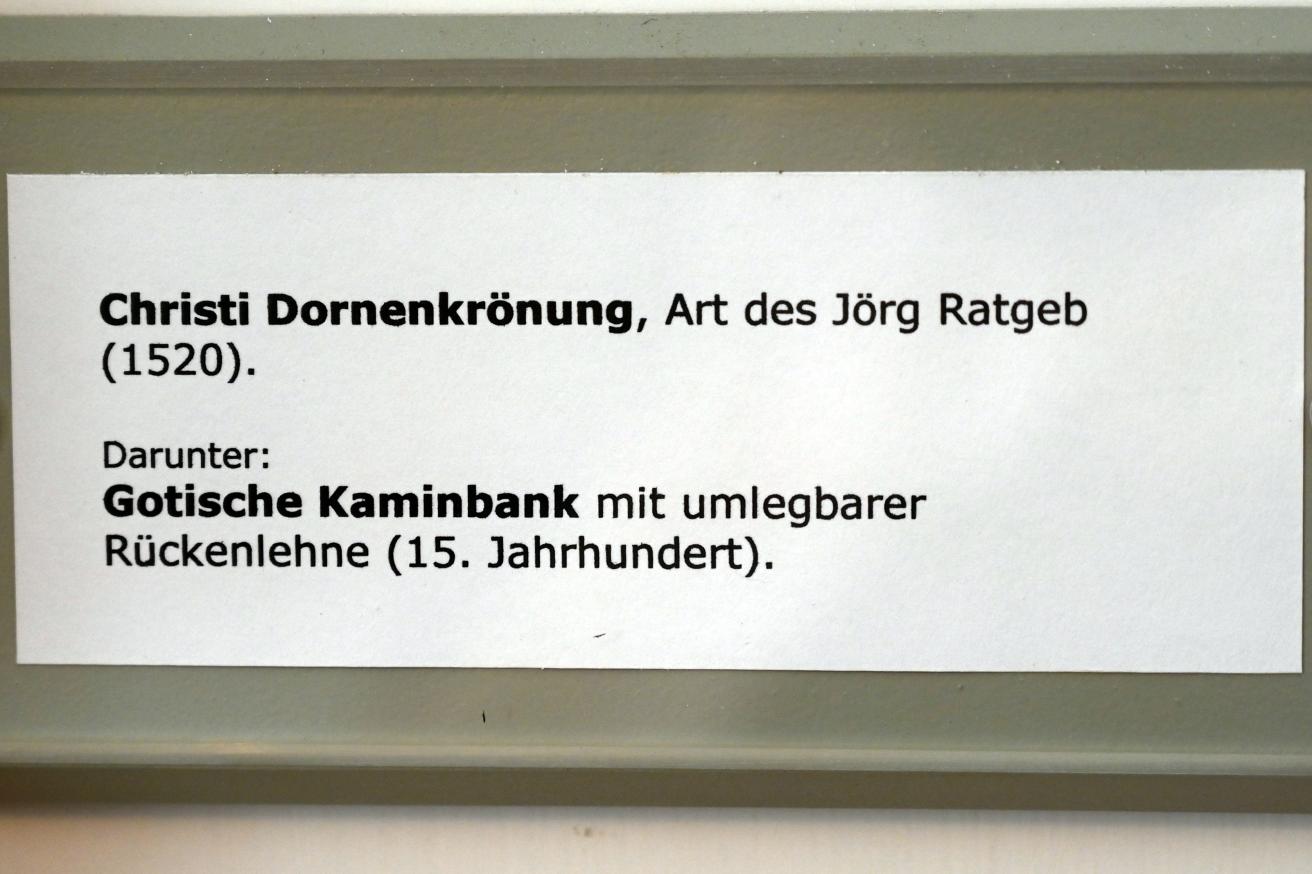 Christi Dornenkrönung, Art des Jörg Ratgeb
(1520).
Darunter:
Gotische Kaminbank mit umlegbarer
Rückenlehne (15. Jahrhundert).